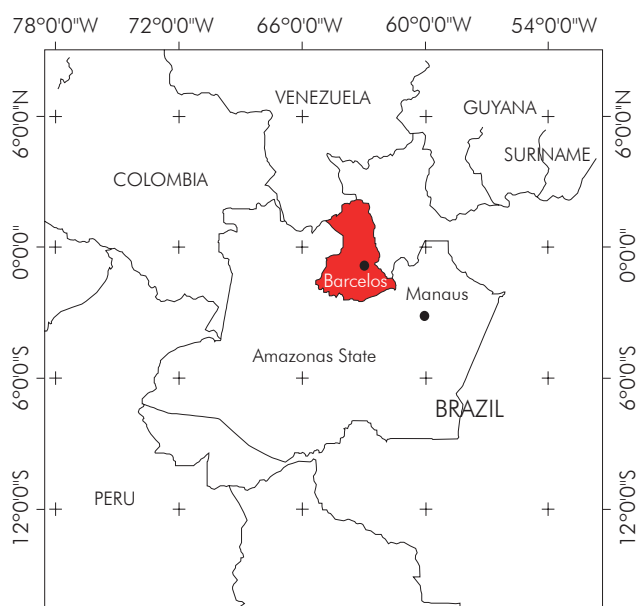 78°0'0"W 72°0'0"W 66°0'0"W 60°0'0"W 54°0'0"W
6°0'0"N
6°0'0"N
VENEZUELA
GUYANA
SURINAME
COLOMBIA
0°0'0"
0°0'0"
Barcelos
Manaus
Amazonas State
6°0'0"S
6°0'0"S
BRAZIL
PERU
12°0'0"S
12°0'0"S